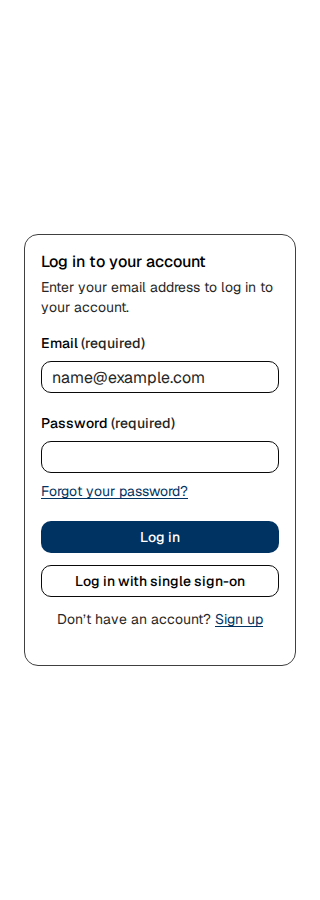 Log in to your account
Enter your email address to log in to
your account.
Email (required)
name@example.com
Password (required)
Forgot your password?
Log in
Log in with single sign-on
Don’t have an account? Sign up